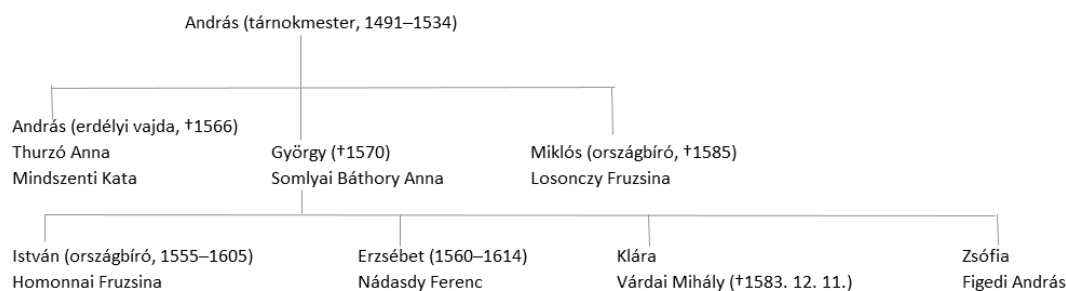 András (tárnokmester, 1491–1534)
András (erdélyi vajda, †1566)
Thurzó Anna
Mindszenti Kata
György (†1570)
Somlyai Báthory Anna
Miklós (országbíró, †1585)
Losonczy Fruzsina
István (országbíró, 1555–1605)
Homonnai Fruzsina
Erzsébet (1560–1614)
Nádasdy Ferenc
Klára
Várdai Mihály (†1583. 12. 11.)
Zsófia
Figedi András